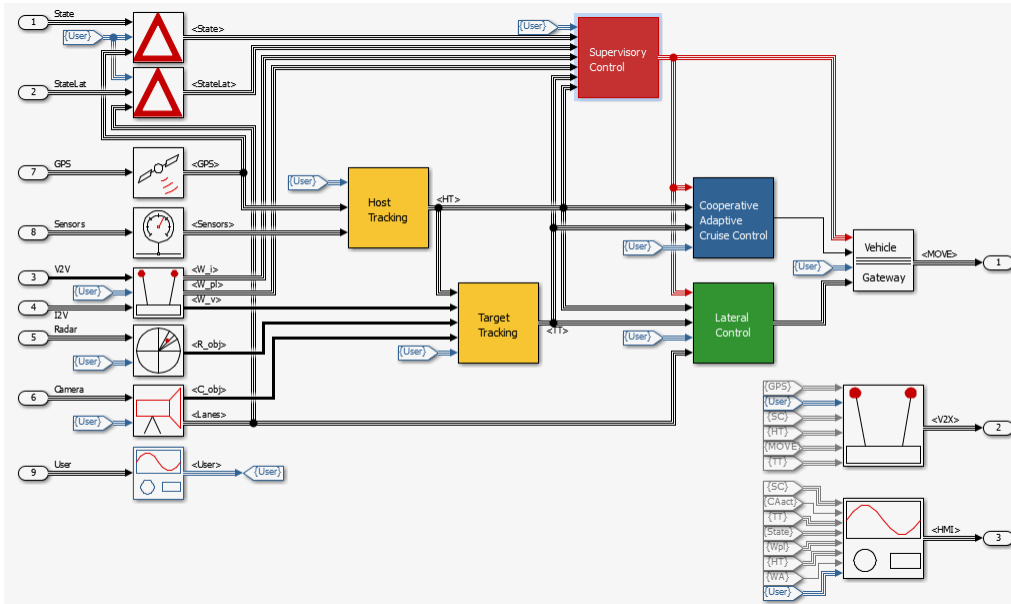 State
1
{User}
<State>
{User}
Supervisory
Control
StateLat
2
<StateLat>
GPS
7
<GPS>
{User}
Host
Tracking
<HT>
Cooperative
Adaptive
Cruise Control
{User}
Sensors
8
<Sensors>
Vehicle
Gateway
{User}
<MOVE>
1
V2V
3
{User}
4
I2V
<W_i>
<W_pl>
<W_v>
Target
Tracking
<TT>
{User}
Lateral
Control
{User}
Radar
5
{User}
<R_obj>
Camera
6
{User}
<C_obj>
<Lanes>
User
9
<User>
{User}
{GPS}
{User}
{SC}
{HT}
{MOVE}
{TT}
<V2X>
2
{SC}
{CAact}
{TT}
{State}
{Wpl}
{HT}
{WA}
{User}
<HMI>
3